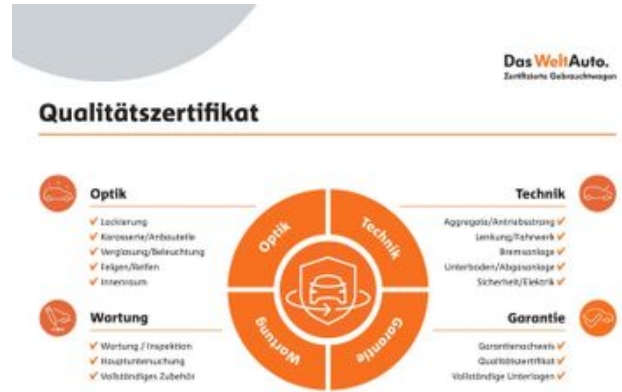 Das WeltAuto.
Zertifizierte Gebrauchtwagen
Qualitätszertifikat
Optik
✔ Lackierung
✔ Karosserie/Anbauteile
✔ Verglasung/Beleuchtung
✔ Felgen/Reifen
✔ Innenraum
Technik
Aggregate/Antriebsstrang ✔
Lenkung/Fahrwerk ✔
Bremsanlage ✔
Unterboden/Abgasanlage ✔
Sicherheit/Elektrik ✔
Optik
Technik
Wartung
Garantie
Wartung
✔ Wartung / Inspektion
✔ Hauptuntersuchung
✔ Vollständiges Zubehör
Garantie
Garantienachweis ✔
Qualitätszertifikat ✔
Vollständige Unterlagen ✔